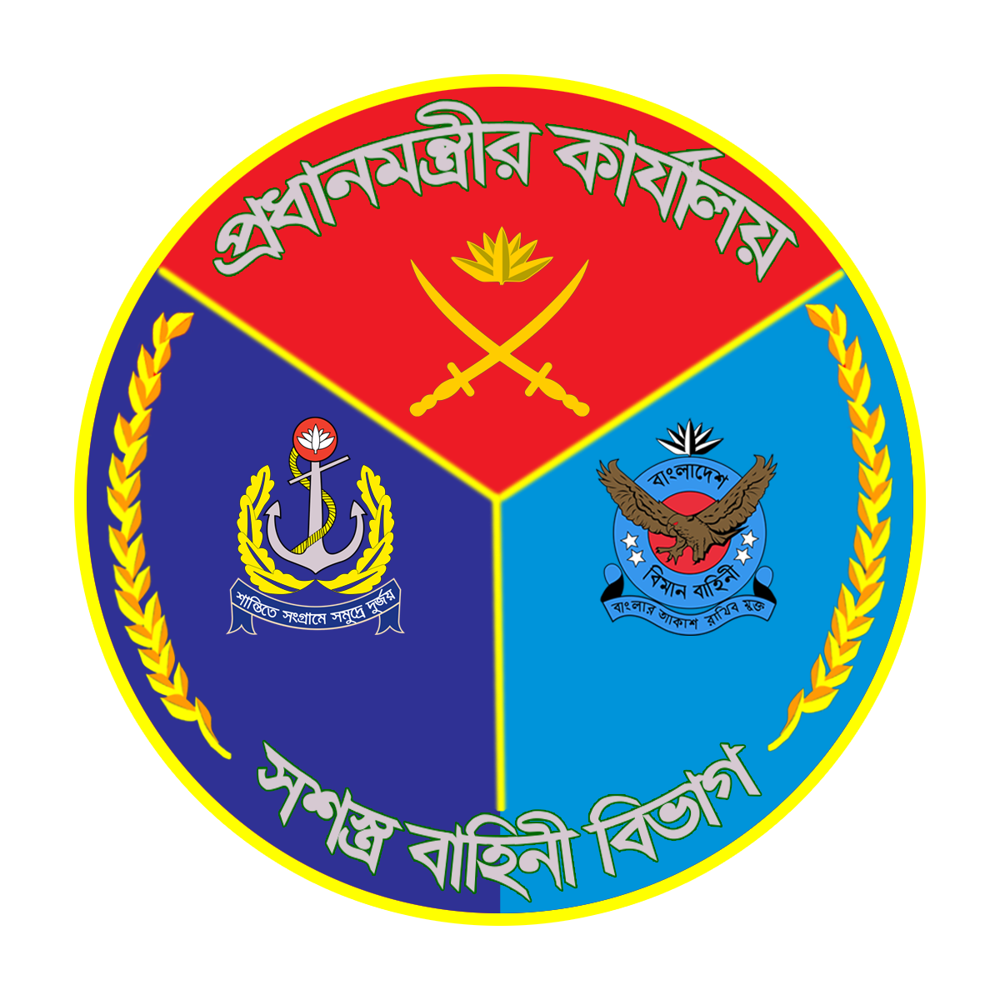 প্রধানমন্ত্রীর কার্যালয়
শান্তিতে সংগ্রামে সমুদ্রে দুর্জয়
বাংলাদেশ
বিমান বাহিনী
বাংলার আকাশ রাখিব মুক্ত
সশস্ত্র বাহিনী বিভাগ